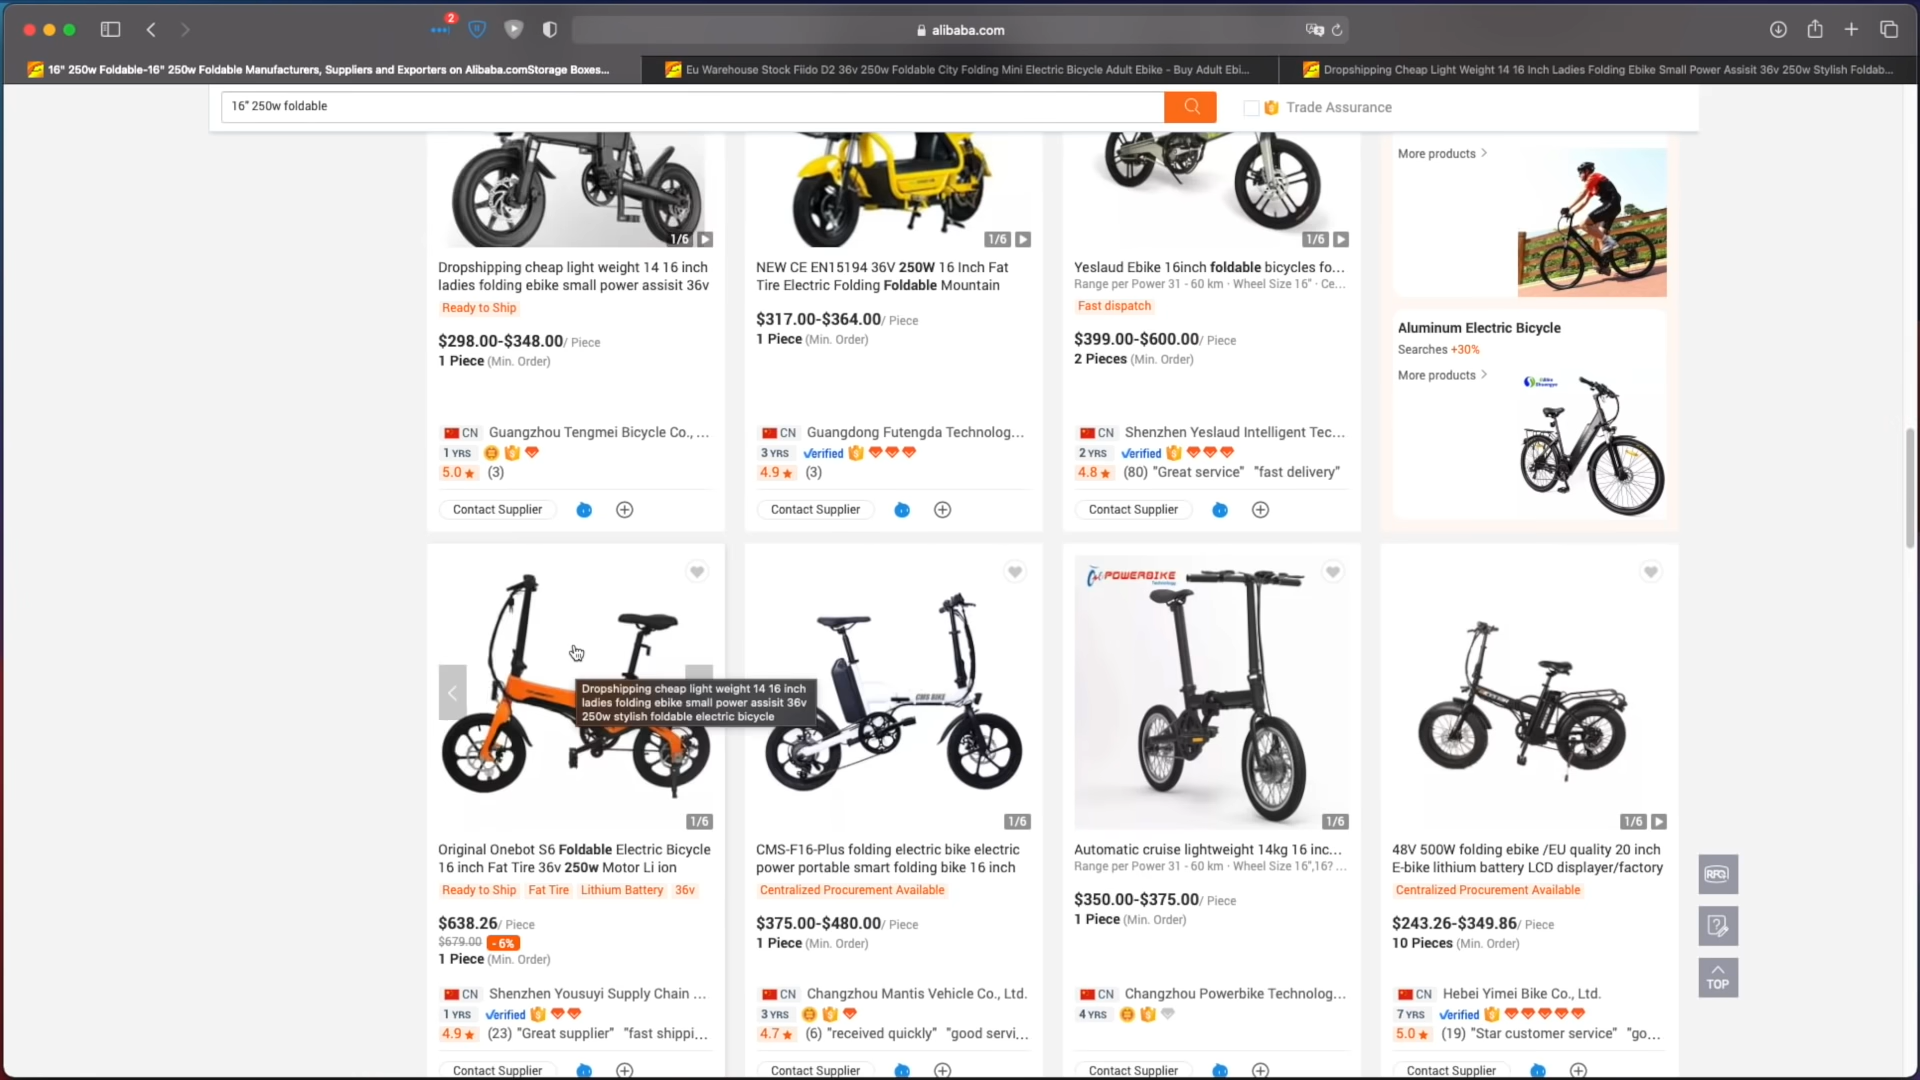 2
alibaba.com
16" 250w Foldable-16" 250w Foldable Manufacturers, Suppliers and Exporters on Alibaba.comStorage Boxes...
Eu Warehouse Stock Fiido D2 36v 250w Foldable City Folding Mini Electric Bicycle Adult Ebike - Buy Adult Ebi...
Dropshipping Cheap Light Weight 14 16 Inch Ladies Folding Ebike Small Power Assisit 36v 250w Stylish Foldab...
16" 250w foldable
Trade Assurance
1/6
Dropshipping cheap light weight 14 16 inch
ladies folding ebike small power assisit 36v
Ready to Ship
$298.00-$348.00/ Piece
1 Piece (Min. Order)
CN Guangzhou Tengmei Bicycle Co., ...
1 YRS
5.0 (3)
Contact Supplier
1/6
NEW CE EN15194 36V 250W 16 Inch Fat
Tire Electric Folding Foldable Mountain
$317.00-$364.00/ Piece
1 Piece (Min. Order)
CN Guangdong Futengda Technolog...
3 YRS Verified
4.9 (3)
Contact Supplier
1/6
Yeslaud Ebike 16inch foldable bicycles fo...
Range per Power 31 - 60 km · Wheel Size 16" · Ce...
Fast dispatch
$399.00-$600.00/ Piece
2 Pieces (Min. Order)
CN Shenzhen Yeslaud Intelligent Tec...
2 YRS Verified
4.8 (80) "Great service" "fast delivery"
Contact Supplier
More products >
Aluminum Electric Bicycle
Searches +30%
More products >
Dropshipping cheap light weight 14 16 inch
ladies folding ebike small power assisit 36v
250w stylish foldable electric bicycle
1/6
Original Onebot S6 Foldable Electric Bicycle
16 inch Fat Tire 36v 250w Motor Li ion
Ready to Ship Fat Tire Lithium Battery 36v
$638.26/ Piece
$679.00 - 6%
1 Piece (Min. Order)
CN Shenzhen Yousuyi Supply Chain ...
1 YRS Verified
4.9 (23) "Great supplier" "fast shippi...
Contact Supplier
CMS BIKE
1/6
CMS-F16-Plus folding electric bike electric
power portable smart folding bike 16 inch
Centralized Procurement Available
$375.00-$480.00/ Piece
1 Piece (Min. Order)
CN Changzhou Mantis Vehicle Co., Ltd.
3 YRS
4.7 (6) "received quickly" "good servi...
Contact Supplier
POWERBIKE
Technology
1/6
Automatic cruise lightweight 14kg 16 inc...
Range per Power 31 - 60 km · Wheel Size 16",16? ...
$350.00-$375.00/ Piece
1 Piece (Min. Order)
CN Changzhou Powerbike Technolog...
4 YRS
Contact Supplier
1/6
48V 500W folding ebike /EU quality 20 inch
E-bike lithium battery LCD displayer/factory
Centralized Procurement Available
$243.26-$349.86/ Piece
10 Pieces (Min. Order)
CN Hebei Yimei Bike Co., Ltd.
7 YRS Verified
5.0 (19) "Star customer service" "go...
Contact Supplier
RFQ
TOP